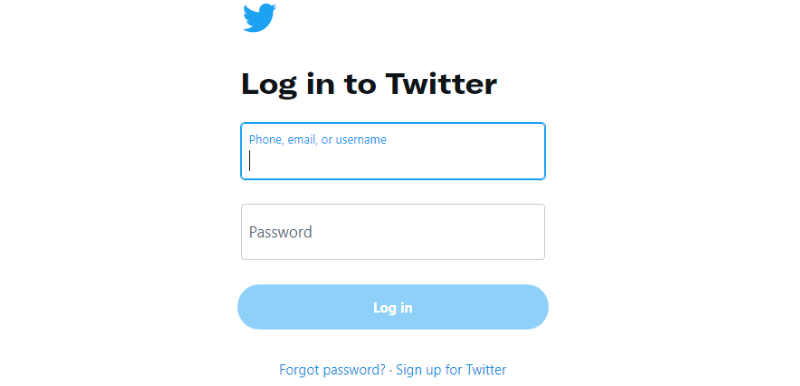 Log in to Twitter
Phone, email, or username
Password
Log in
Forgot password? · Sign up for Twitter